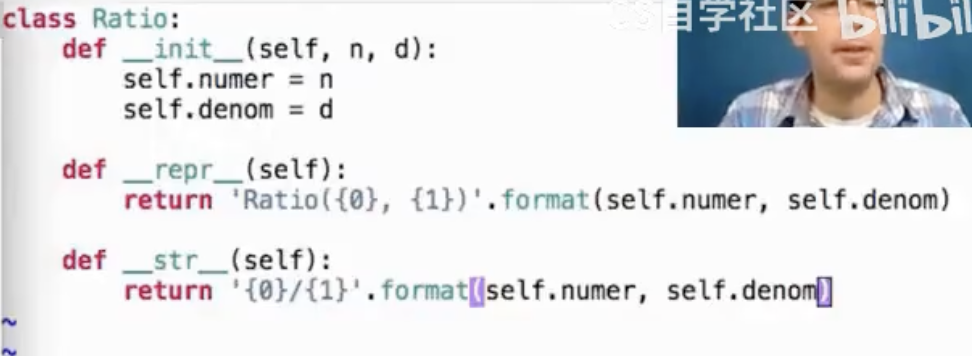 class Ratio:
    def __init__(self, n, d):
        self.numer = n
        self.denom = d

    def __repr__(self):
        return 'Ratio({0}, {1})'.format(self.numer, self.denom)

    def __str__(self):
        return '{0}/{1}'.format(self.numer, self.denom)
~
~
自学社区 bilibil